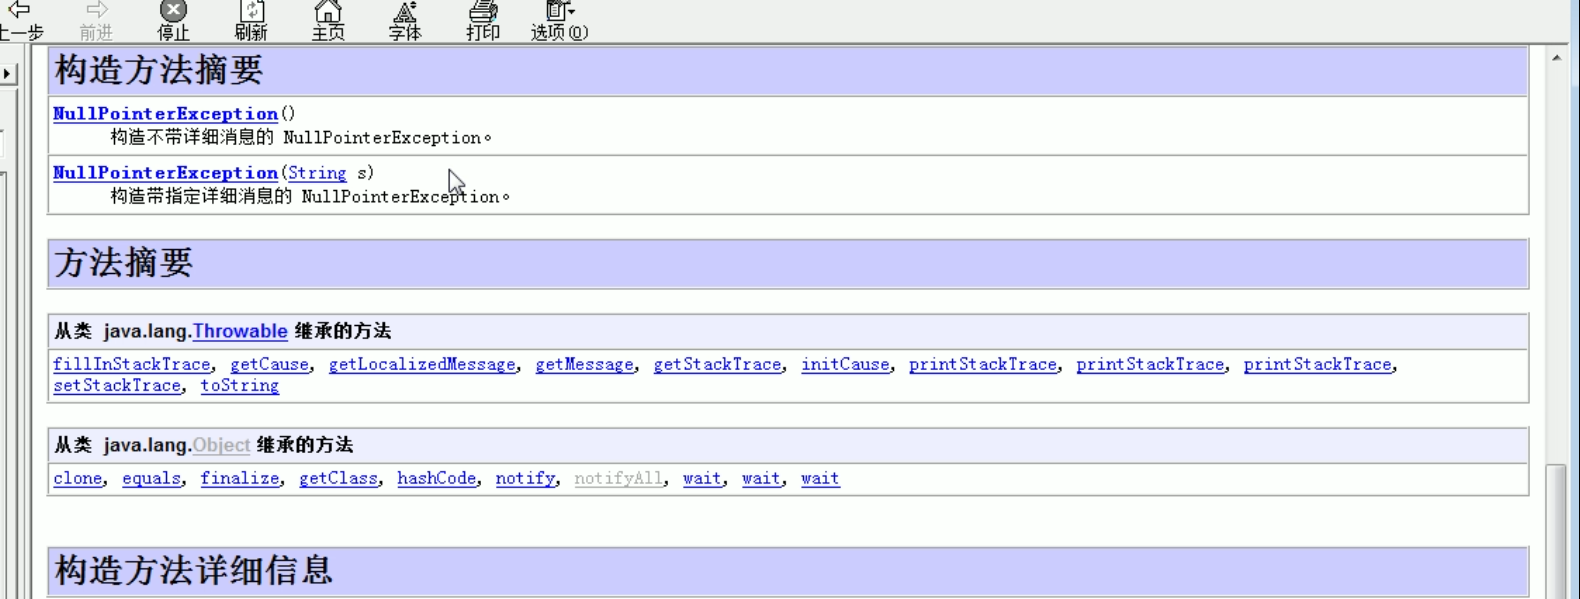 上一步 前进 停止 刷新 主页 字体 打印 选项(O)
构造方法摘要
NullPointerException()
构造不带详细消息的 NullPointerException。
NullPointerException(String s)
构造带指定详细消息的 NullPointerException。
方法摘要
从类 java.lang.Throwable 继承的方法
fillInStackTrace, getCause, getLocalizedMessage, getMessage, getStackTrace, initCause, printStackTrace, printStackTrace, printStackTrace,
setStackTrace, toString
从类 java.lang.Object 继承的方法
clone, equals, finalize, getClass, hashCode, notify, notifyAll, wait, wait, wait
构造方法详细信息